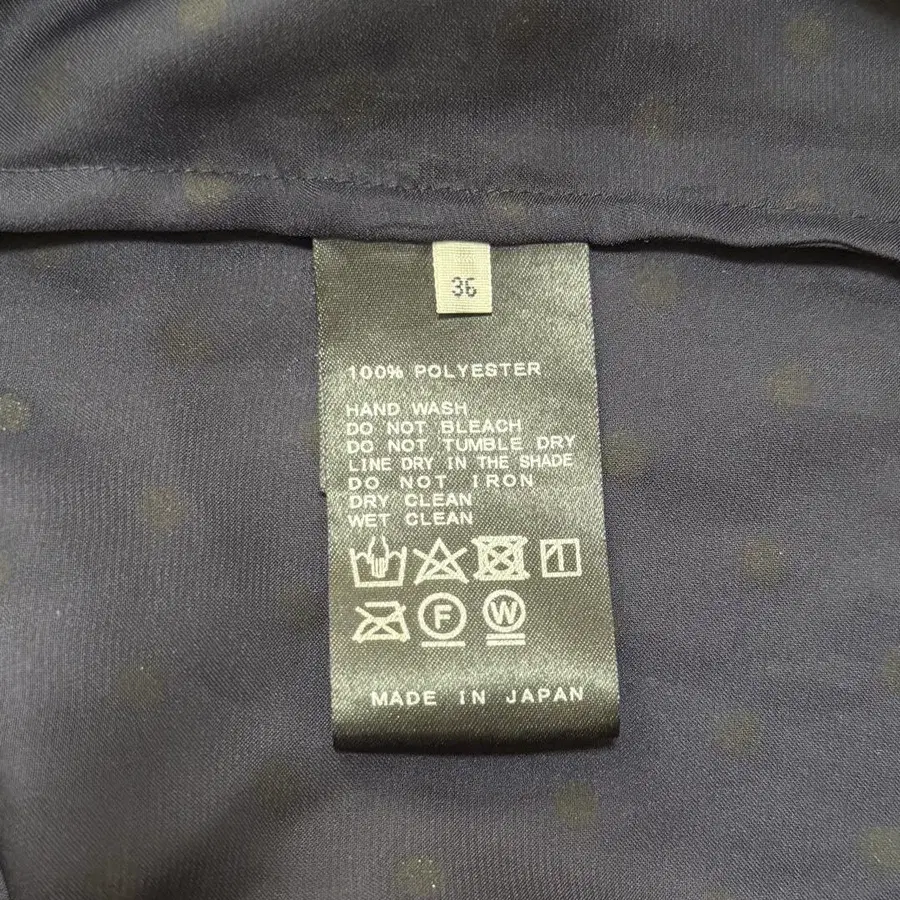 36
100% POLYESTER
HAND WASH
DO NOT BLEACH
DO NOT TUMBLE DRY
LINE DRY IN THE SHADE
DO NOT IRON
DRY CLEAN
WET CLEAN
F W
MADE IN JAPAN